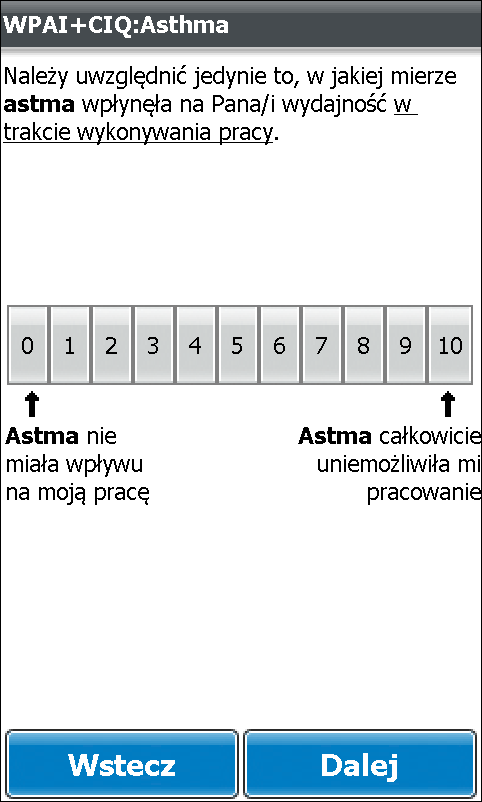 WPAI+CIQ:Asthma
Należy uwzględnić jedynie to, w jakiej mierze
astma wpłynęła na Pana/i wydajność w
trakcie wykonywania pracy.
0 1 2 3 4 5 6 7 8 9 10
Astma nie
miała wpływu
na moją pracę
Astma całkowicie
uniemożliwiła mi
pracowanie
Wstecz Dalej